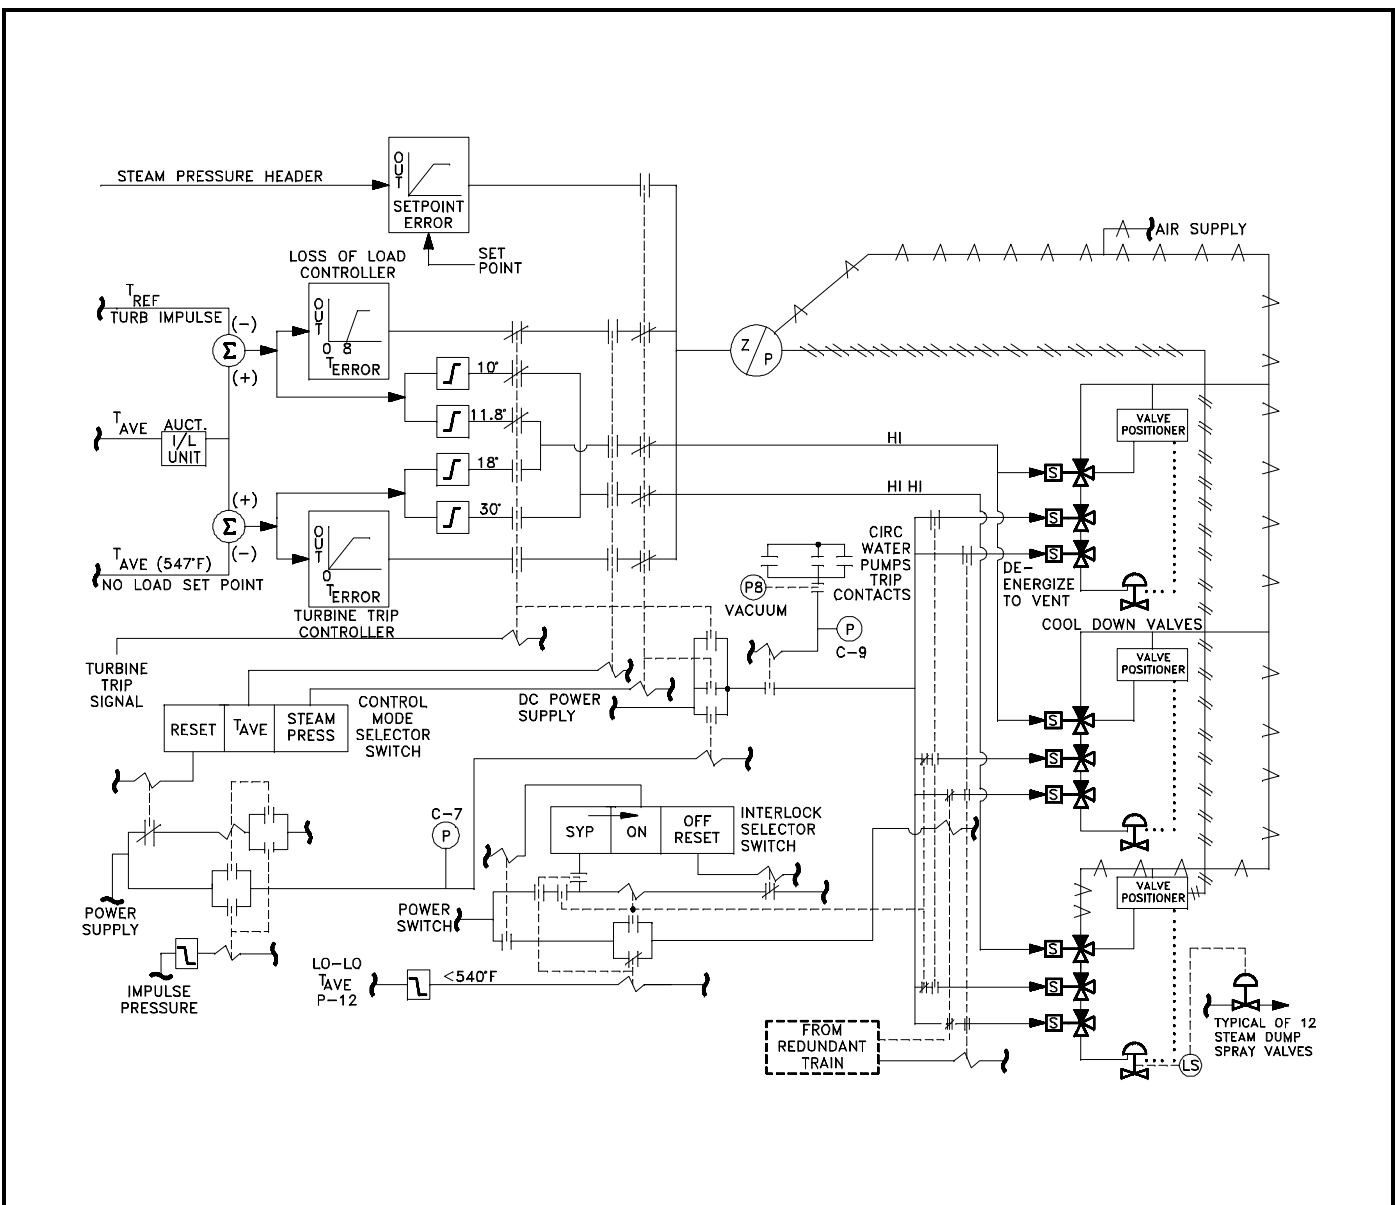 STEAM PRESSURE HEADER
OUT
SETPOINT
ERROR
SET
POINT
AIR SUPPLY
LOSS OF LOAD
CONTROLLER
TREF
TURB IMPULSE
(-)
Σ
(+)
OUT
0 8
TERROR
Z
P
10°
11.8°
18°
30°
TAVE
AUCT.
I/L
UNIT
(+)
Σ
(-)
TAVE (547°F)
NO LOAD SET POINT
OUT
0
TERROR
TURBINE TRIP
CONTROLLER
HI
HI HI
VALVE
POSITIONER
S
S
S
CIRC
WATER
PUMPS
TRIP
CONTACTS
DE-
ENERGIZE
TO VENT
P8
VACUUM
P
C-9
COOL DOWN VALVES
TURBINE
TRIP
SIGNAL
DC POWER
SUPPLY
VALVE
POSITIONER
S
S
S
RESET
TAVE
STEAM
PRESS
CONTROL
MODE
SELECTOR
SWITCH
C-7
P
SYP
ON
OFF
RESET
INTERLOCK
SELECTOR
SWITCH
POWER
SUPPLY
POWER
SWITCH
IMPULSE
PRESSURE
LO-LO
TAVE
P-12
<540°F
VALVE
POSITIONER
S
S
S
FROM
REDUNDANT
TRAIN
LS
TYPICAL OF 12
STEAM DUMP
SPRAY VALVES